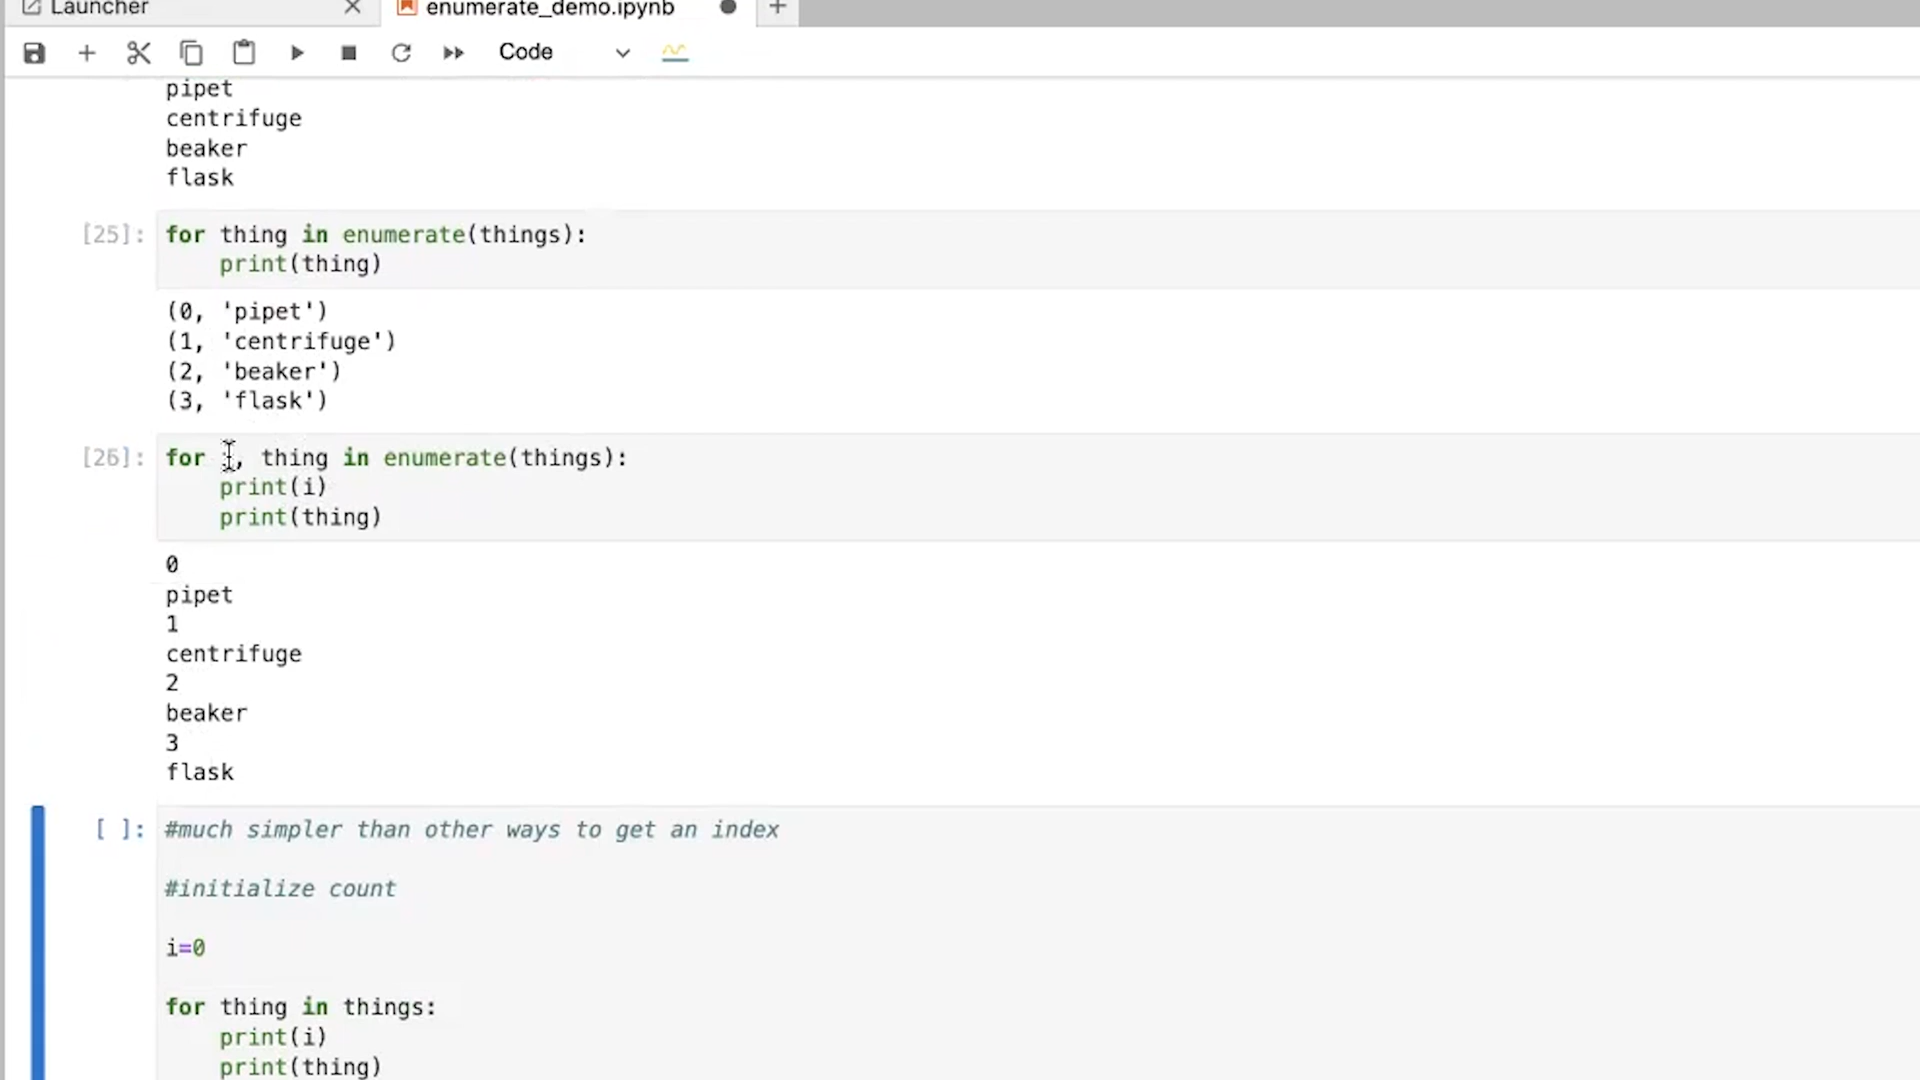 Launcher
enumerate_demo.ipynb
Code
pipet
centrifuge
beaker
flask
[25]: for thing in enumerate(things):
    print(thing)
(0, 'pipet')
(1, 'centrifuge')
(2, 'beaker')
(3, 'flask')
[26]: for i, thing in enumerate(things):
    print(i)
    print(thing)
0
pipet
1
centrifuge
2
beaker
3
flask
[ ]: #much simpler than other ways to get an index
#initialize count
i=0
for thing in things:
    print(i)
    print(thing)